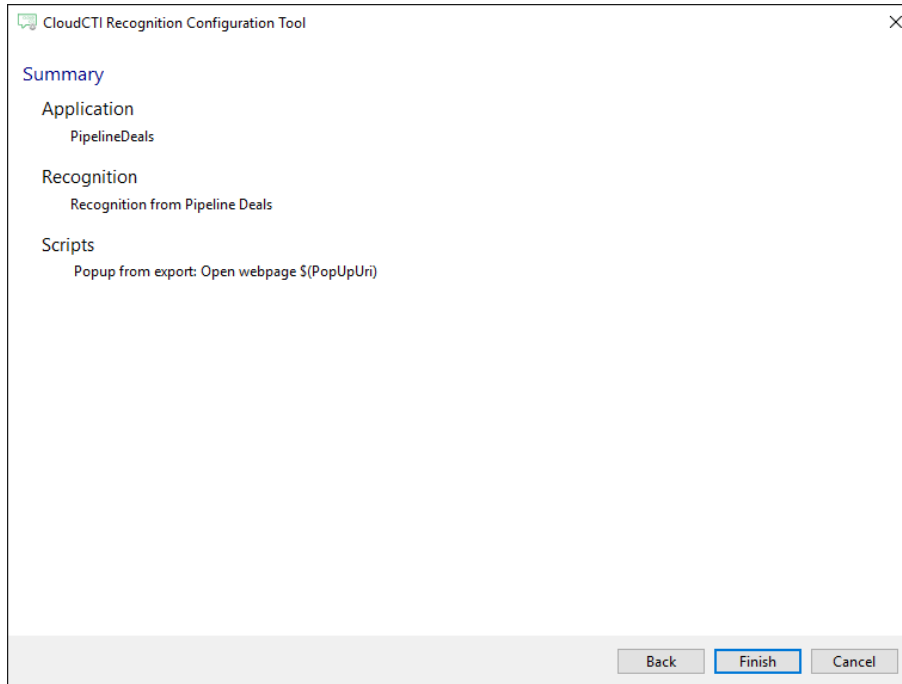 CloudCTI Recognition Configuration Tool
Summary
Application
PipelineDeals
Recognition
Recognition from Pipeline Deals
Scripts
Popup from export: Open webpage $(PopUpUri)
Back Finish Cancel